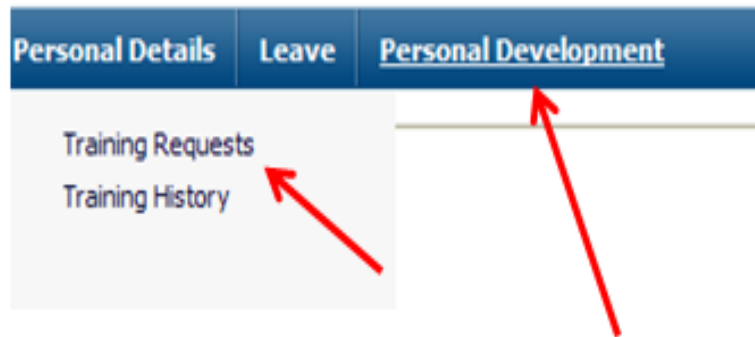 Personal Details Leave Personal Development
Training Requests
Training History